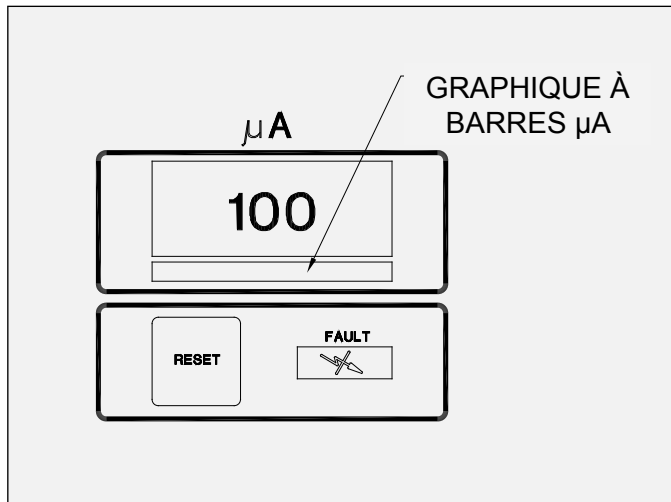 GRAPHIQUE À
BARRES µA
µA
100
RESET
FAULT